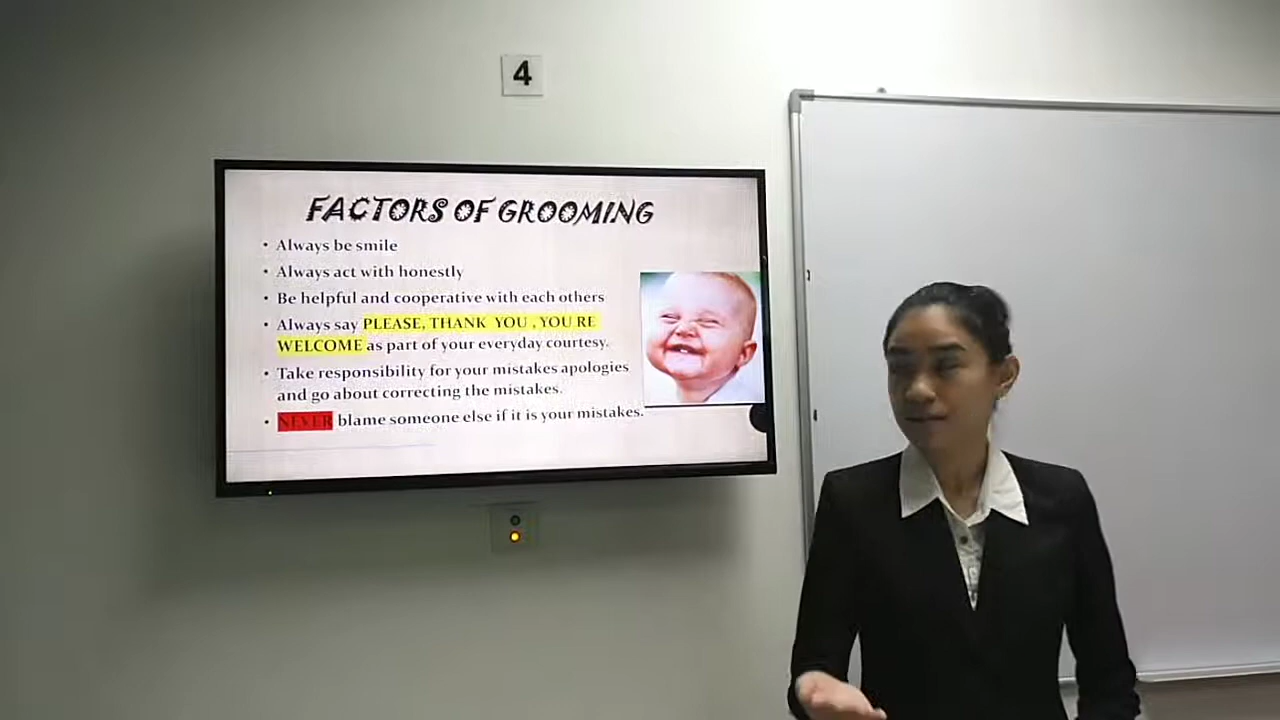 4
FACTORS OF GROOMING
• Always be smile
• Always act with honestly
• Be helpful and cooperative with each others
• Always say PLEASE, THANK YOU , YOU RE
WELCOME as part of your everyday courtesy.
• Take responsibility for your mistakes apologies
and go about correcting the mistakes.
• NEVER blame someone else if it is your mistakes.